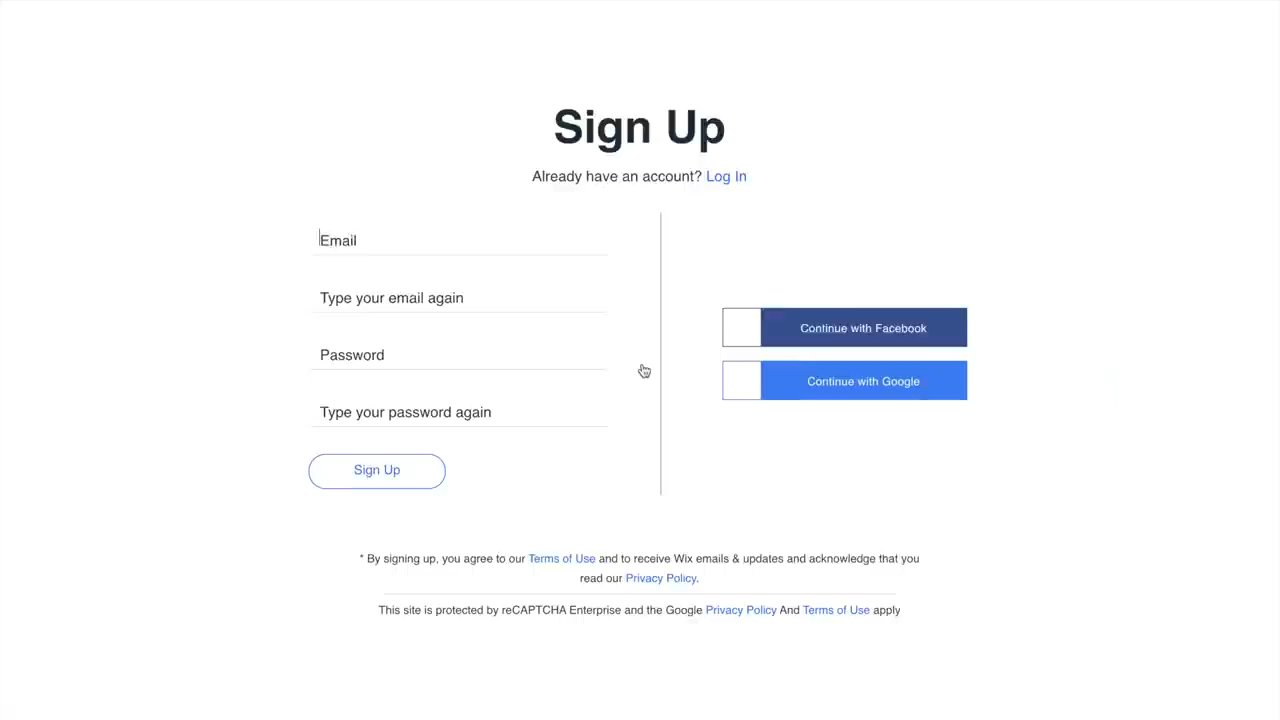 Sign Up
Already have an account? Log In
Email
Type your email again
Password
Type your password again
Sign Up
Continue with Facebook
Continue with Google
* By signing up, you agree to our Terms of Use and to receive Wix emails & updates and acknowledge that you
read our Privacy Policy.
This site is protected by reCAPTCHA Enterprise and the Google Privacy Policy And Terms of Use apply